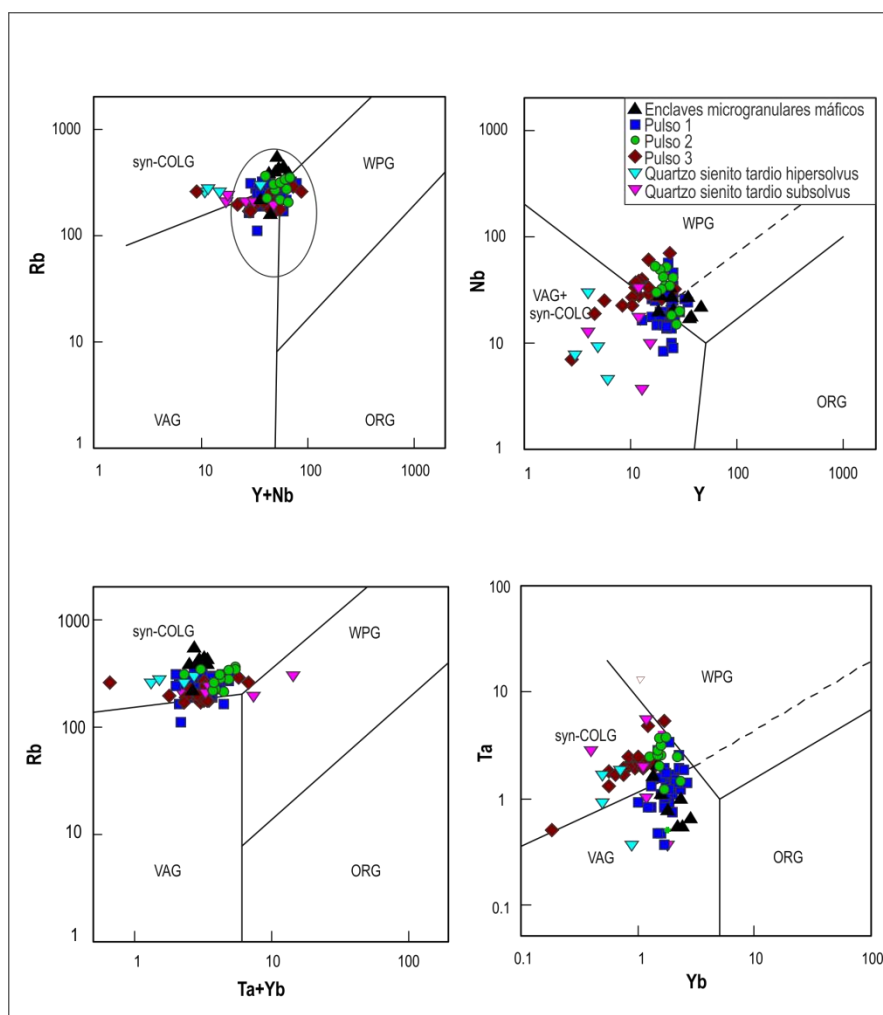 1000
100
10
1
Rb
syn-COLG
WPG
VAG
ORG
1
10
100
1000
Y+Nb
1000
100
10
1
Nb
Enclaves microgranulares máficos
Pulso 1
Pulso 2
Pulso 3
Quartzo sienito tardio hipersolvus
Quartzo sienito tardio subsolvus
WPG
VAG+
syn-COLG
ORG
1
10
100
1000
Y
1000
100
10
1
Rb
syn-COLG
WPG
VAG
ORG
1
10
100
Ta+Yb
100
10
1
0.1
Ta
WPG
syn-COLG
VAG
ORG
0.1
1
10
100
Yb